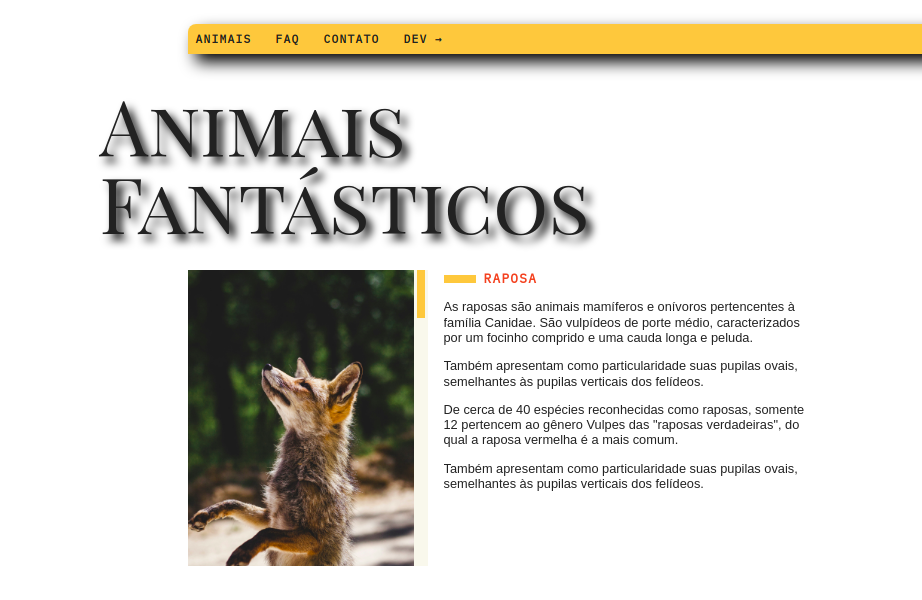 ANIMAIS FAQ CONTATO DEV →
ANIMAIS
FANTÁSTICOS
RAPOSA
As raposas são animais mamíferos e onívoros pertencentes à
família Canidae. São vulpídeos de porte médio, caracterizados
por um focinho comprido e uma cauda longa e peluda.
Também apresentam como particularidade suas pupilas ovais,
semelhantes às pupilas verticais dos felídeos.
De cerca de 40 espécies reconhecidas como raposas, somente
12 pertencem ao gênero Vulpes das "raposas verdadeiras", do
qual a raposa vermelha é a mais comum.
Também apresentam como particularidade suas pupilas ovais,
semelhantes às pupilas verticais dos felídeos.